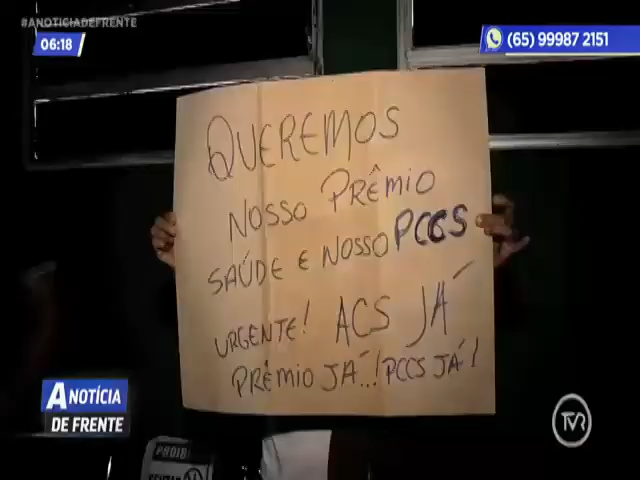 #ANOTICIADEFRENTE
06:18
(65) 99987 2151
QUEREMOS
NOSSO PRÊMIO
SAÚDE E NOSSO PCCS
URGENTE! ACS JÁ
PRÊMIO JÁ..! PCCS JÁ!
A NOTÍCIA
DE FRENTE
TVR
PROIB